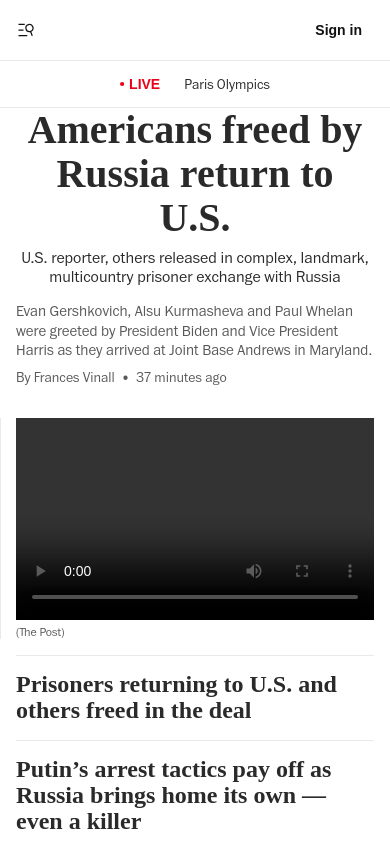 Sign in
• LIVE Paris Olympics
Americans freed by
Russia return to
U.S.
U.S. reporter, others released in complex, landmark,
multicountry prisoner exchange with Russia
Evan Gershkovich, Alsu Kurmasheva and Paul Whelan
were greeted by President Biden and Vice President
Harris as they arrived at Joint Base Andrews in Maryland.
By Frances Vinall • 37 minutes ago
0:00
(The Post)
Prisoners returning to U.S. and
others freed in the deal
Putin’s arrest tactics pay off as
Russia brings home its own —
even a killer